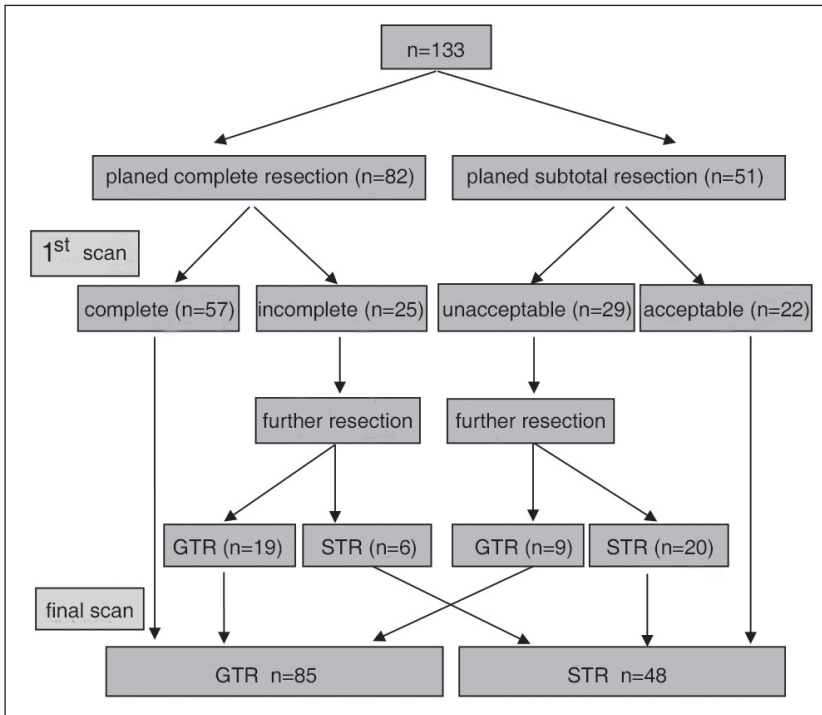 n=133
planed complete resection (n=82)
planed subtotal resection (n=51)
1st scan
complete (n=57)
incomplete (n=25)
unacceptable (n=29)
acceptable (n=22)
further resection
further resection
GTR (n=19)
STR (n=6)
GTR (n=9)
STR (n=20)
final scan
GTR n=85
STR n=48